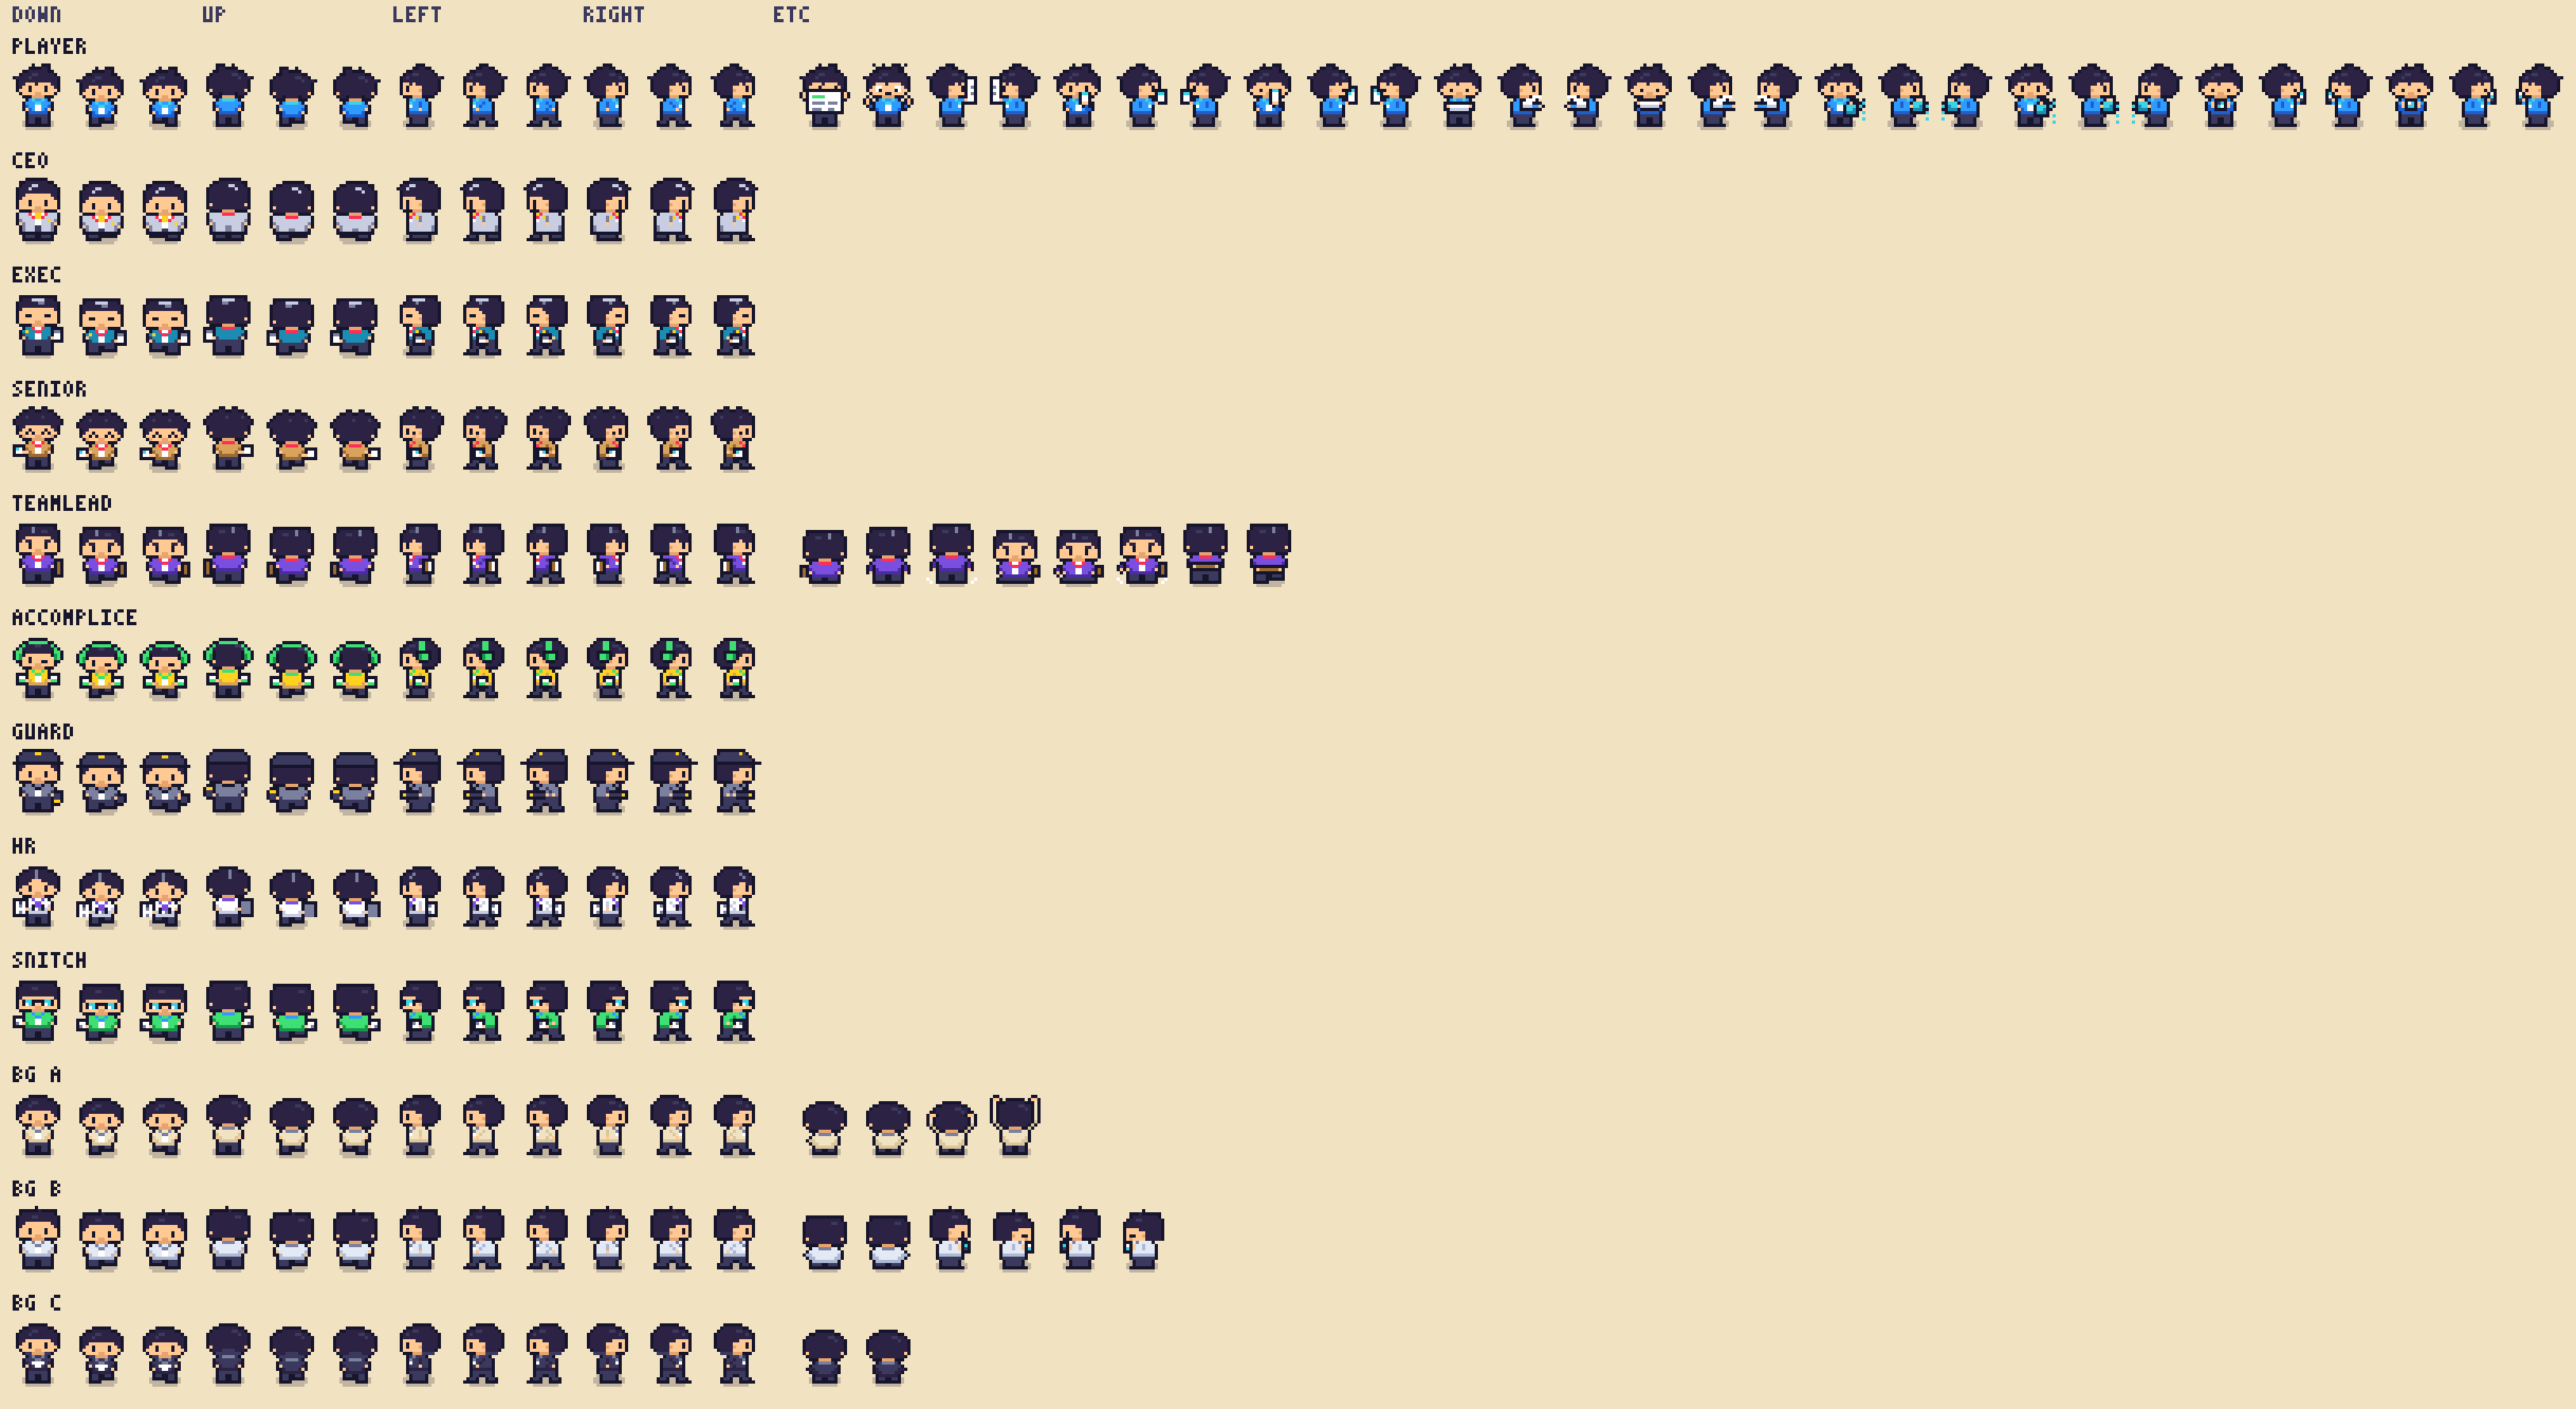 DOWN UP LEFT RIGHT ETC
PLAYER
CEO
EXEC
SENIOR
TEAMLEAD
ACCOMPLICE
GUARD
HR
SNITCH
BG A
BG B
BG C